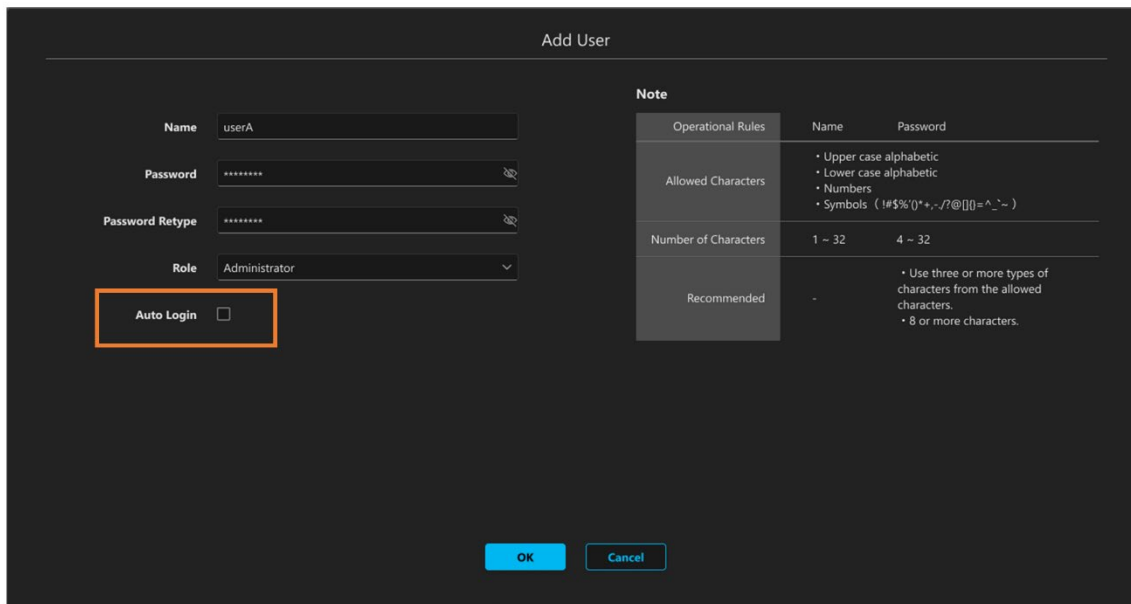 Add User
Name userA
Password ********
Password Retype ********
Role Administrator
Auto Login
Note
Operational Rules Name Password
Allowed Characters
・Upper case alphabetic
・Lower case alphabetic
・Numbers
・Symbols ( !#$%'()*+,-./?@[]{}=^_`~ )
Number of Characters 1 ~ 32 4 ~ 32
Recommended -
・Use three or more types of
characters from the allowed
characters.
・8 or more characters.
OK Cancel